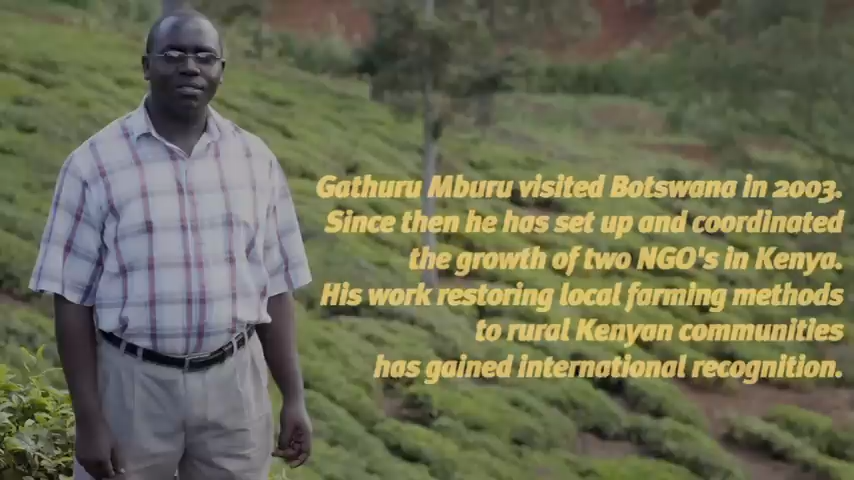 Gathuru Mburu visited Botswana in 2003.
Since then he has set up and coordinated
the growth of two NGO's in Kenya.
His work restoring local farming methods
to rural Kenyan communities
has gained international recognition.